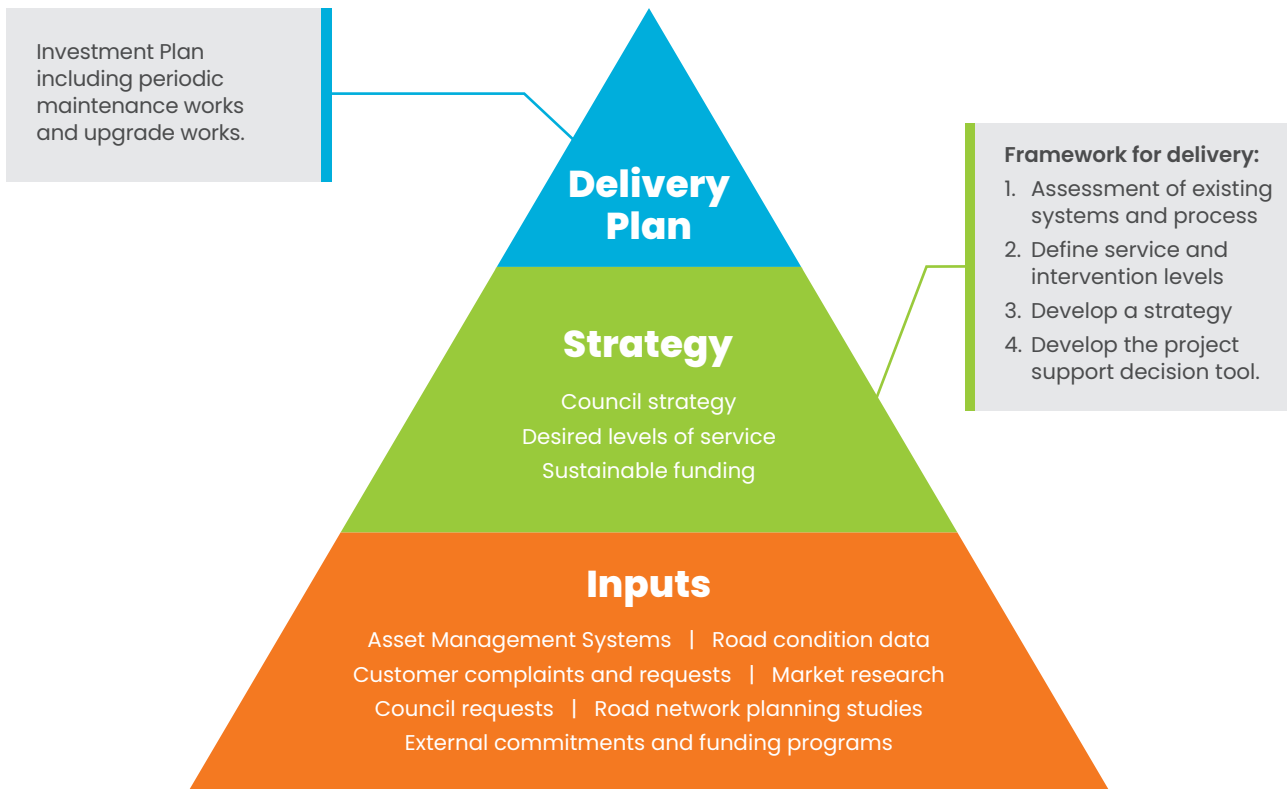 Investment Plan
including periodic
maintenance works
and upgrade works.
Delivery
Plan
Framework for delivery:
1. Assessment of existing
systems and process
2. Define service and
intervention levels
3. Develop a strategy
4. Develop the project
support decision tool.
Strategy
Council strategy
Desired levels of service
Sustainable funding
Inputs
Asset Management Systems | Road condition data
Customer complaints and requests | Market research
Council requests | Road network planning studies
External commitments and funding programs